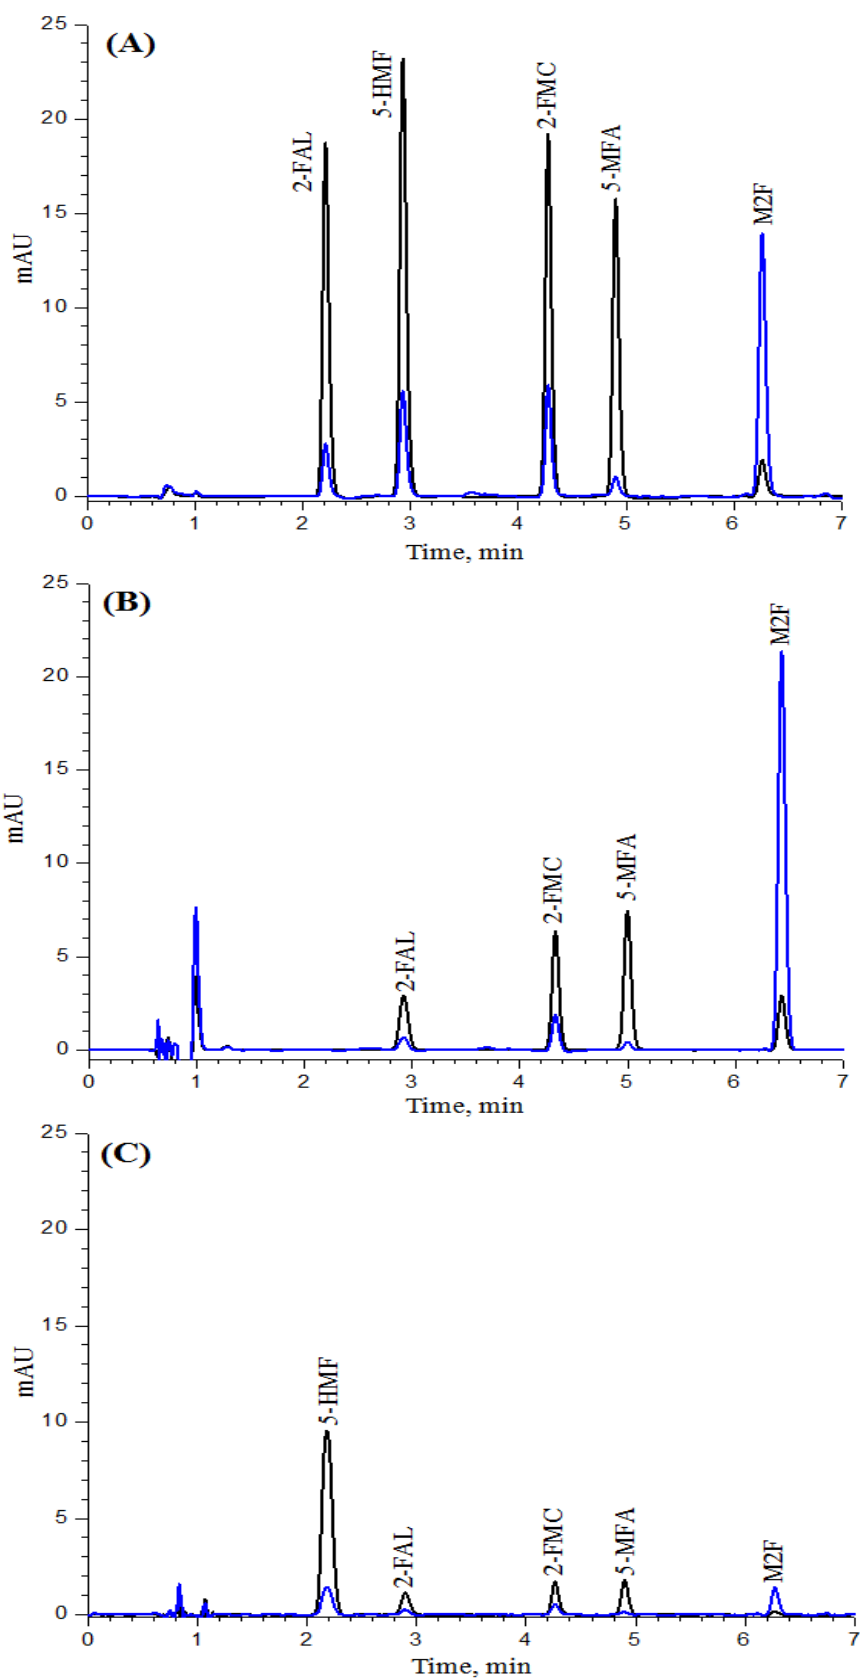 (A)
25
20
15
10
5
0
mAU
2-FAL
5-HMF
2-FMC
5-MFA
M2F
0 1 2 3 4 5 6 7
Time, min
(B)
25
20
15
10
5
0
mAU
2-FAL
2-FMC
5-MFA
M2F
0 1 2 3 4 5 6 7
Time, min
(C)
25
20
15
10
5
0
mAU
5-HMF
2-FAL
2-FMC
5-MFA
M2F
0 1 2 3 4 5 6 7
Time, min